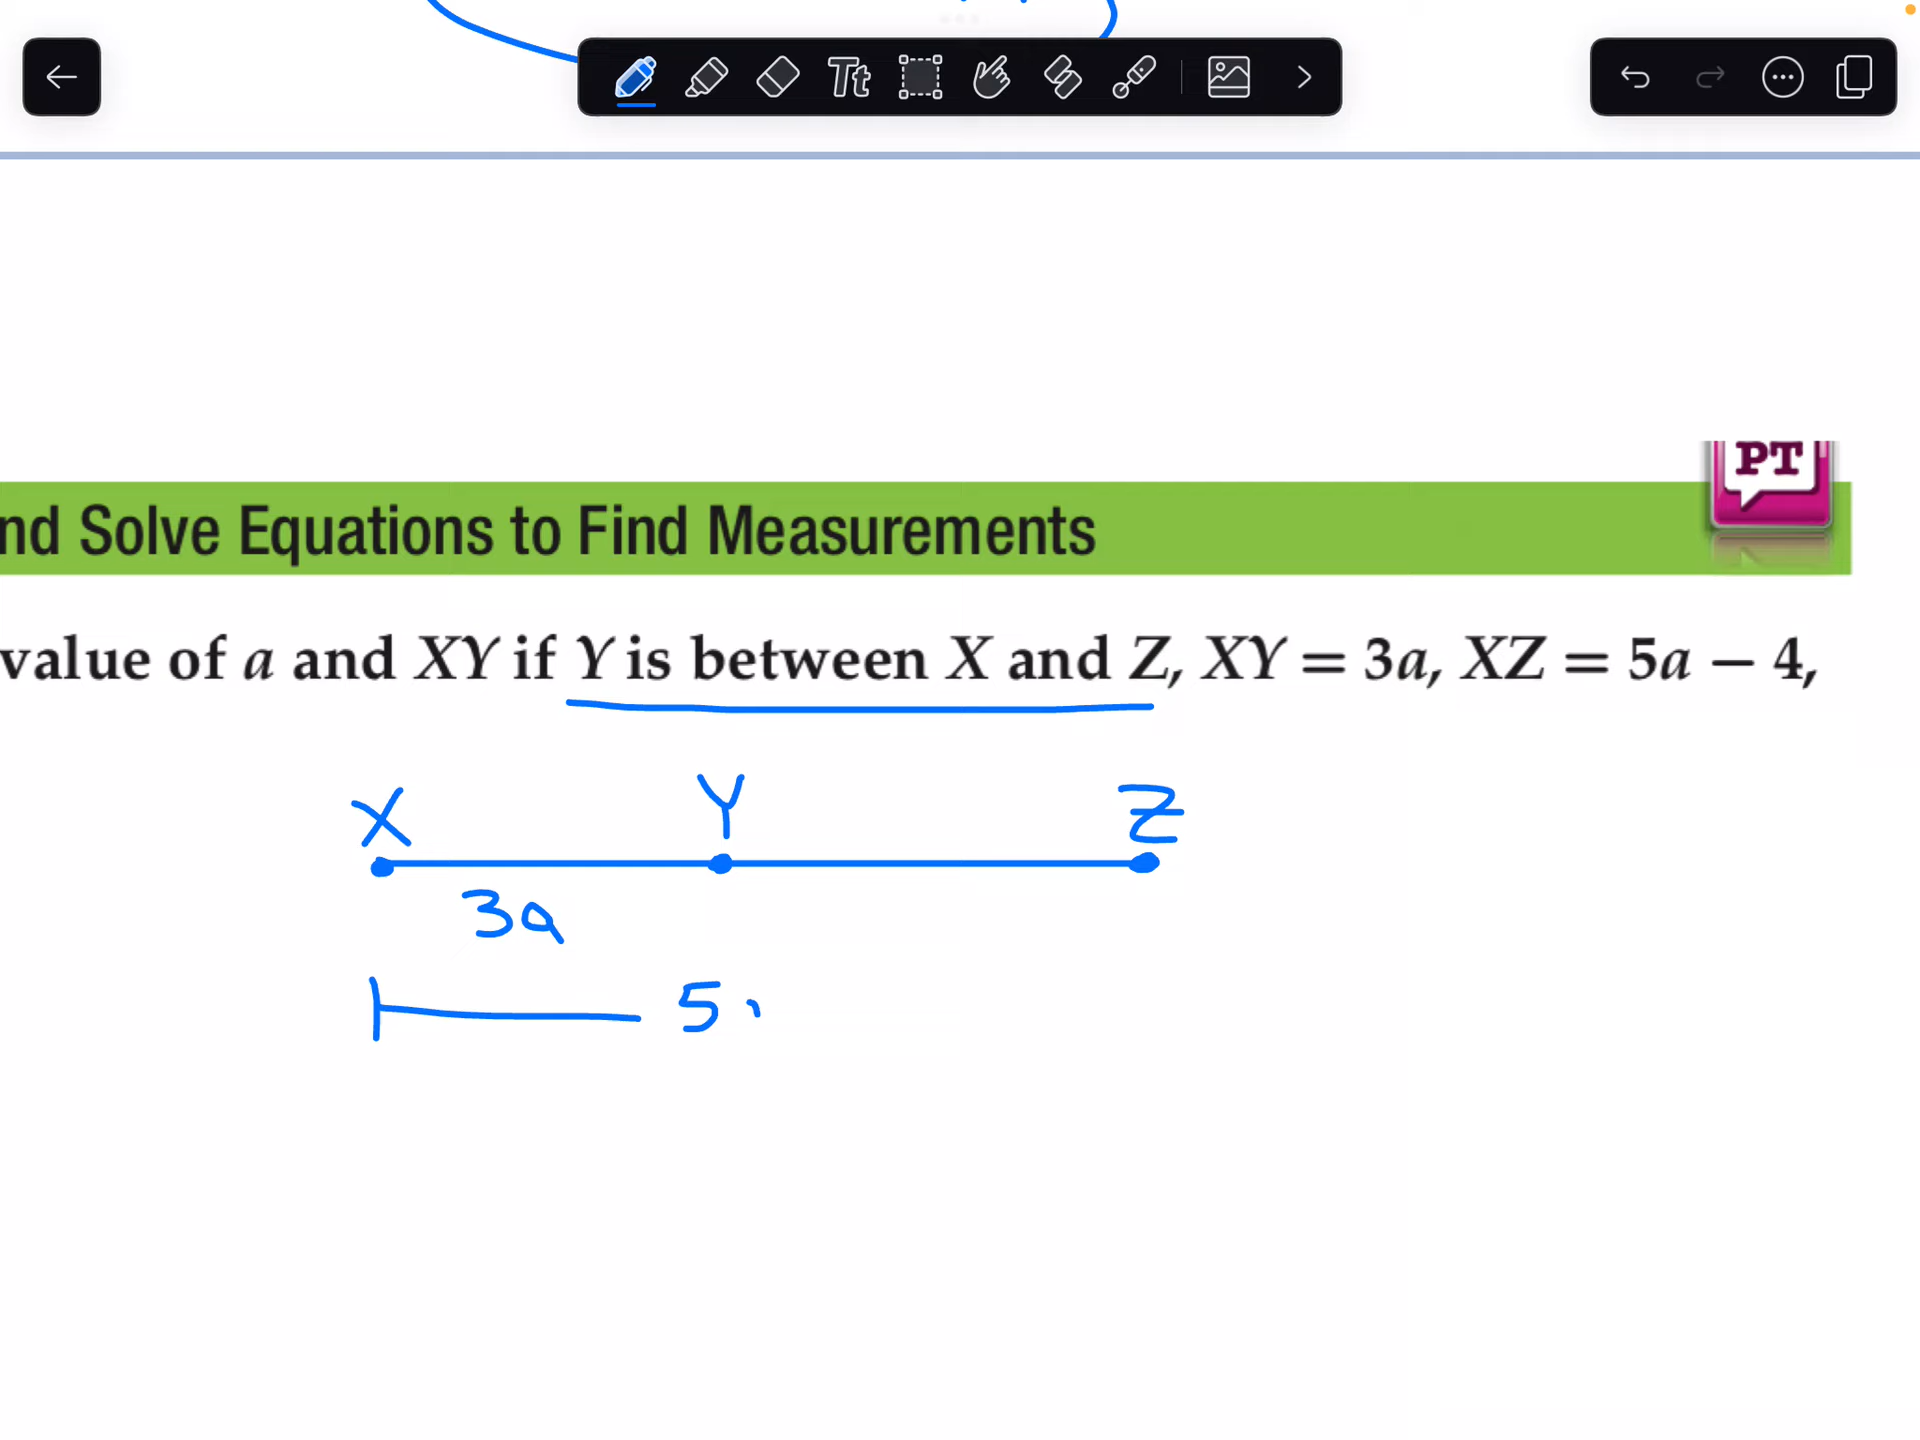 Tt
PT
nd Solve Equations to Find Measurements
value of a and XY if Y is between X and Z, XY = 3a, XZ = 5a − 4,
X Y Z
3a
5